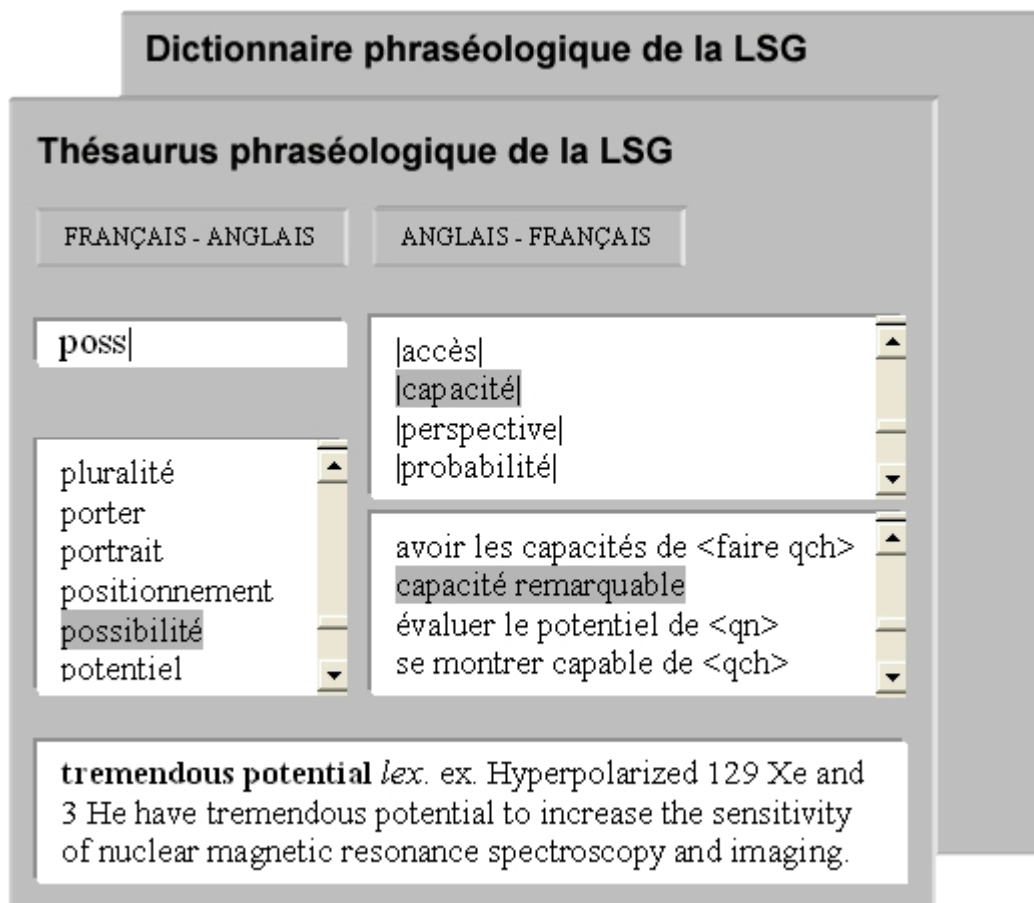 Dictionnaire phraséologique de la LSG
Thésaurus phraséologique de la LSG
FRANÇAIS - ANGLAIS
ANGLAIS - FRANÇAIS
poss|
pluralité
porter
portrait
positionnement
possibilité
potentiel
|accès|
|capacité|
|perspective|
|probabilité|
avoir les capacités de <faire qch>
capacité remarquable
évaluer le potentiel de <qn>
se montrer capable de <qch>
tremendous potential lex. ex. Hyperpolarized 129 Xe and
3 He have tremendous potential to increase the sensitivity
of nuclear magnetic resonance spectroscopy and imaging.